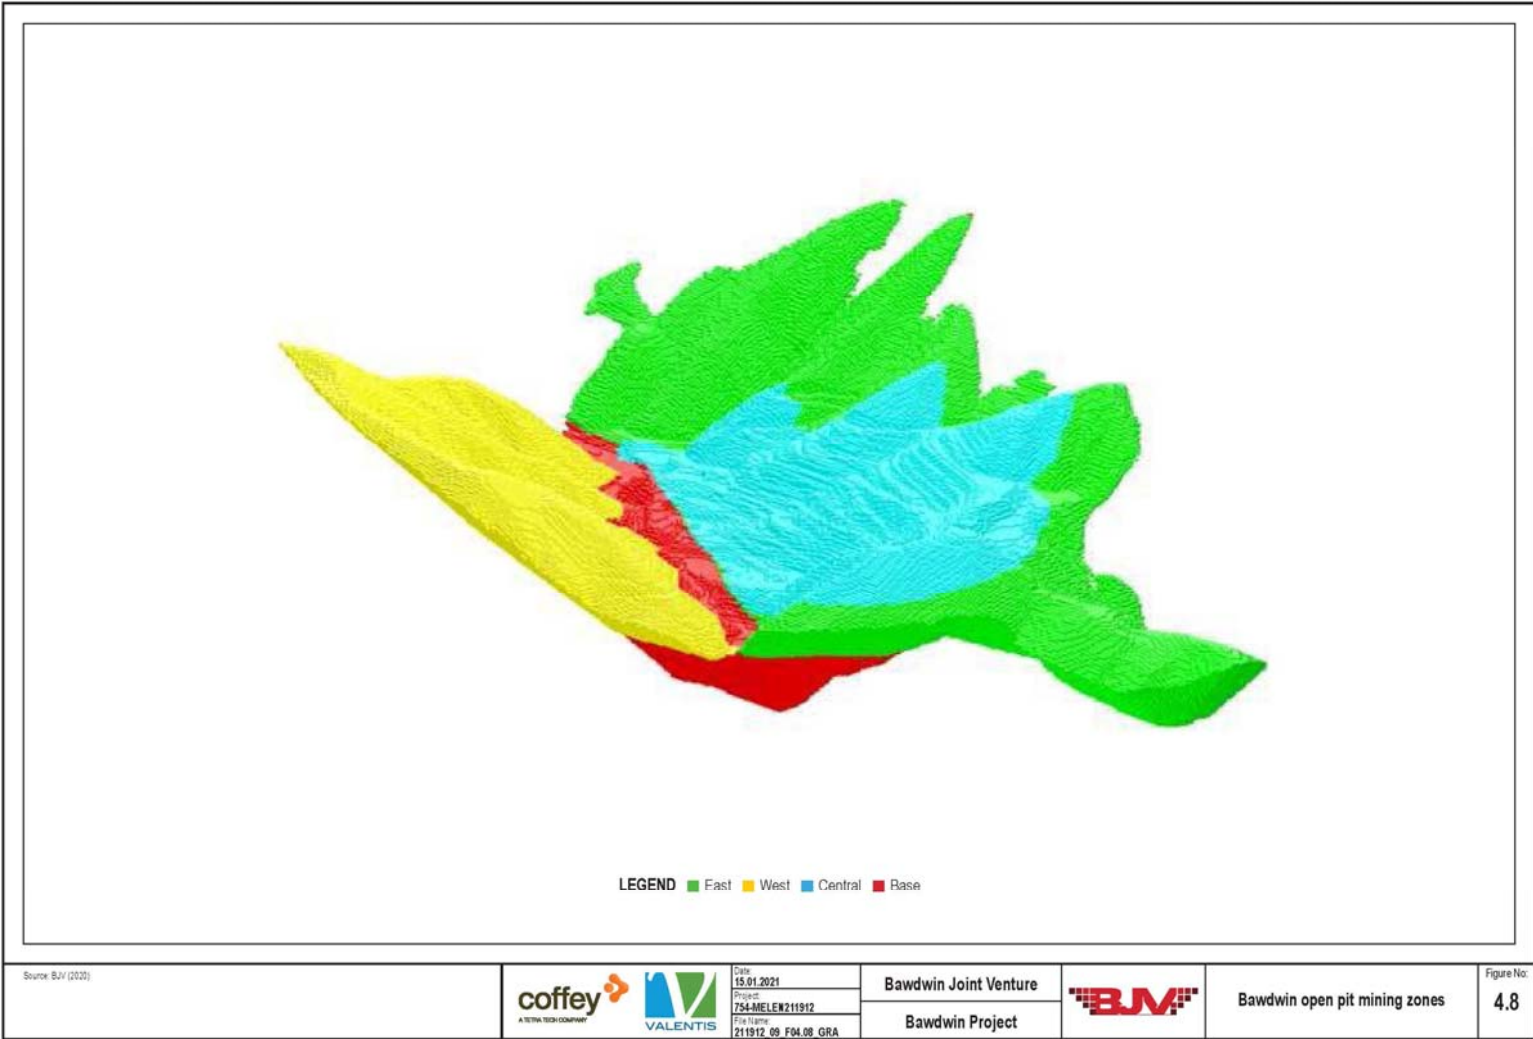 LEGEND East West Central Base
Source: BJV (2020)
coffey
A TETRA TECH COMPANY
VALENTIS
Date:
15.01.2021
Project:
754-MELEN211912
File Name:
211912_09_F04.08_GRA
Bawdwin Joint Venture
Bawdwin Project
BJV
Bawdwin open pit mining zones
Figure No:
4.8